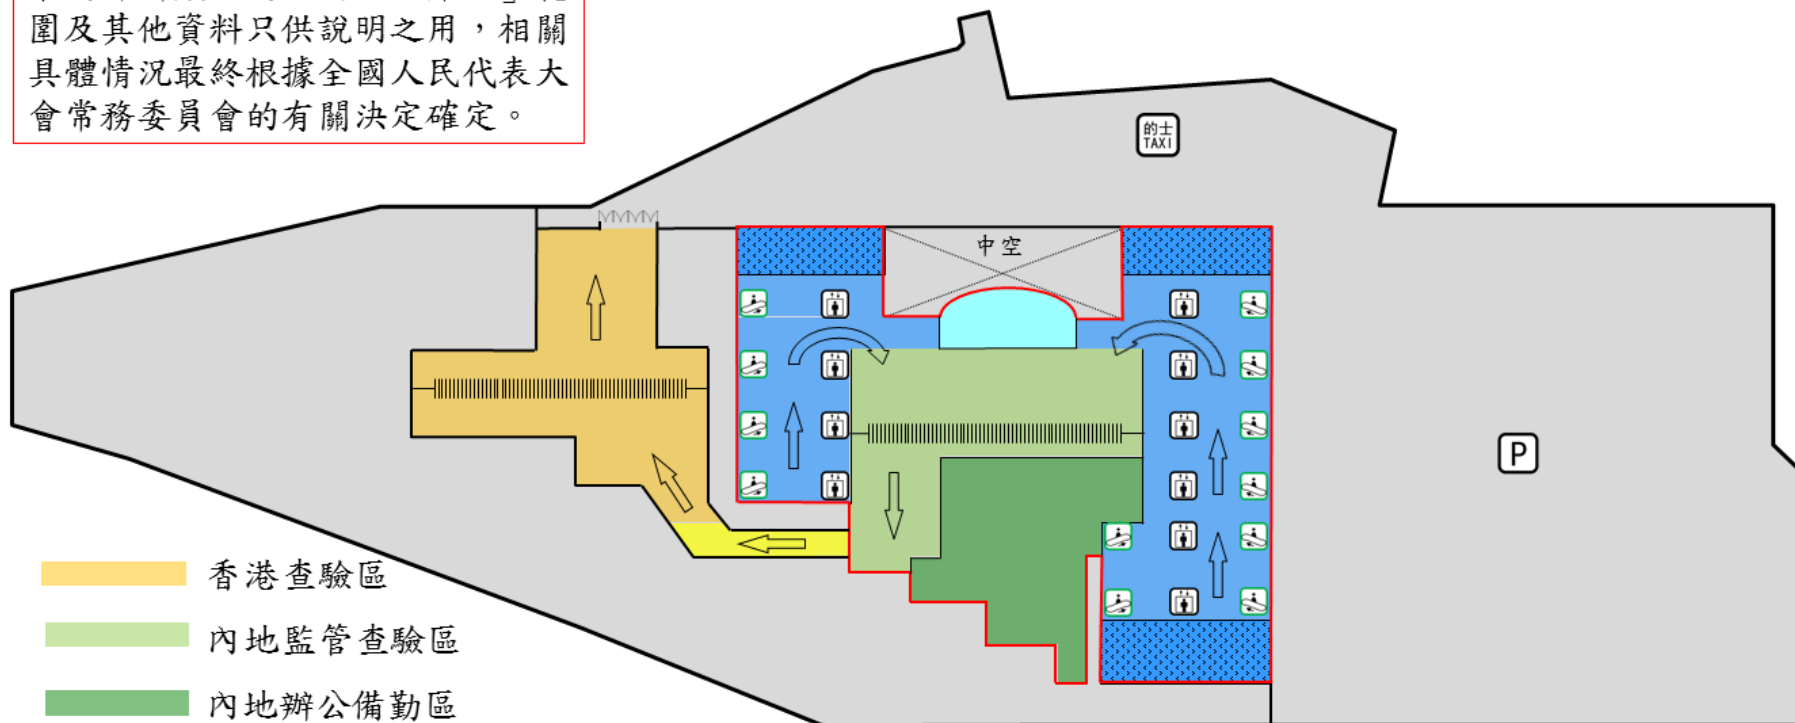 圍及其他資料只供說明之用，相關
具體情況最終根據全國人民代表大
會常務委員會的有關決定確定。
的士
TAXI
中空
P
香港查驗區
內地監管查驗區
內地辦公備勤區